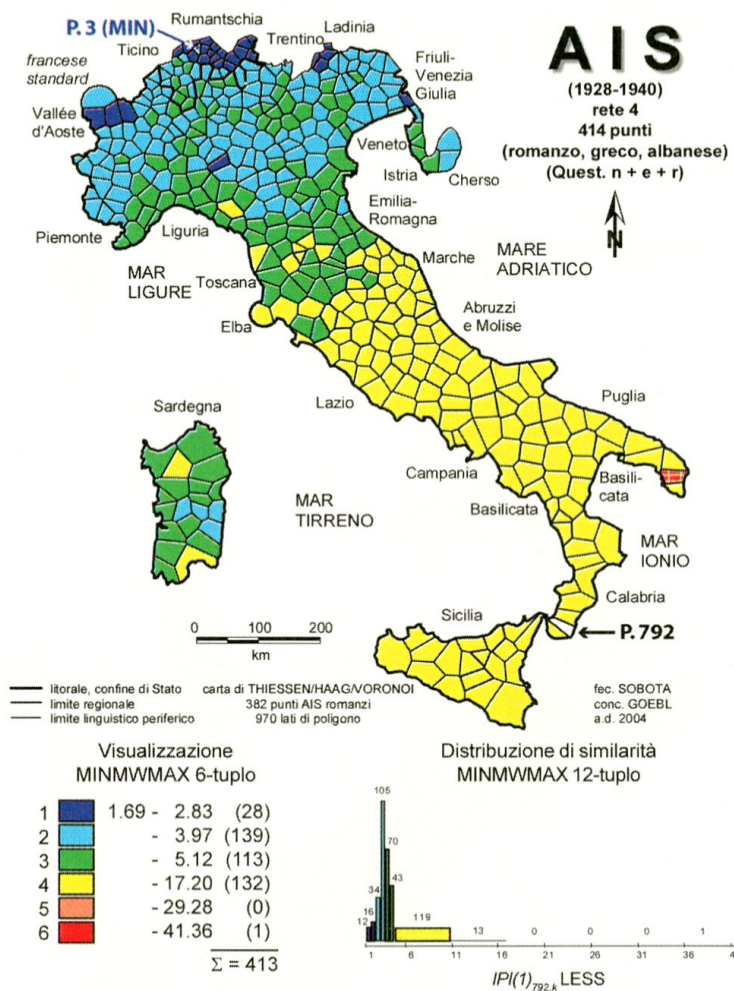 P. 3 (MIN)
Rumantschia
Ticino
Trentino
Ladinia
francese
standard
Vallée
d'Aoste
Friuli-
Venezia
Giulia
AIS
(1928-1940)
rete 4
414 punti
(romanzo, greco, albanese)
(Quest. n + e + r)
N
Veneto
Istria
Cherso
Emilia-
Romagna
Piemonte
Liguria
MAR
LIGURE
Toscana
Marche
MARE
ADRIATICO
Elba
Abruzzi
e Molise
Lazio
Puglia
Sardegna
Campania
Basili-
cata
Basilicata
MAR
TIRRENO
MAR
IONIO
Calabria
Sicilia
P. 792
0 100 200
km
litorale, confine di Stato
limite regionale
limite linguistico periferico
carta di THIESSEN/HAAG/VORONOI
382 punti AIS romanzi
970 lati di poligono
fec. SOBOTA
conc. GOEBL
a.d. 2004
Visualizzazione
MINMWMAX 6-tuplo
1 1.69 - 2.83 (28)
2 - 3.97 (139)
3 - 5.12 (113)
4 - 17.20 (132)
5 - 29.28 (0)
6 - 41.36 (1)
Σ = 413
Distribuzione di similarità
MINMWMAX 12-tuplo
105
70
43
34
16
12
119
13
0 0 0 1
1 6 11 16 21 26 31 36 4
IPI(1)792,k LESS